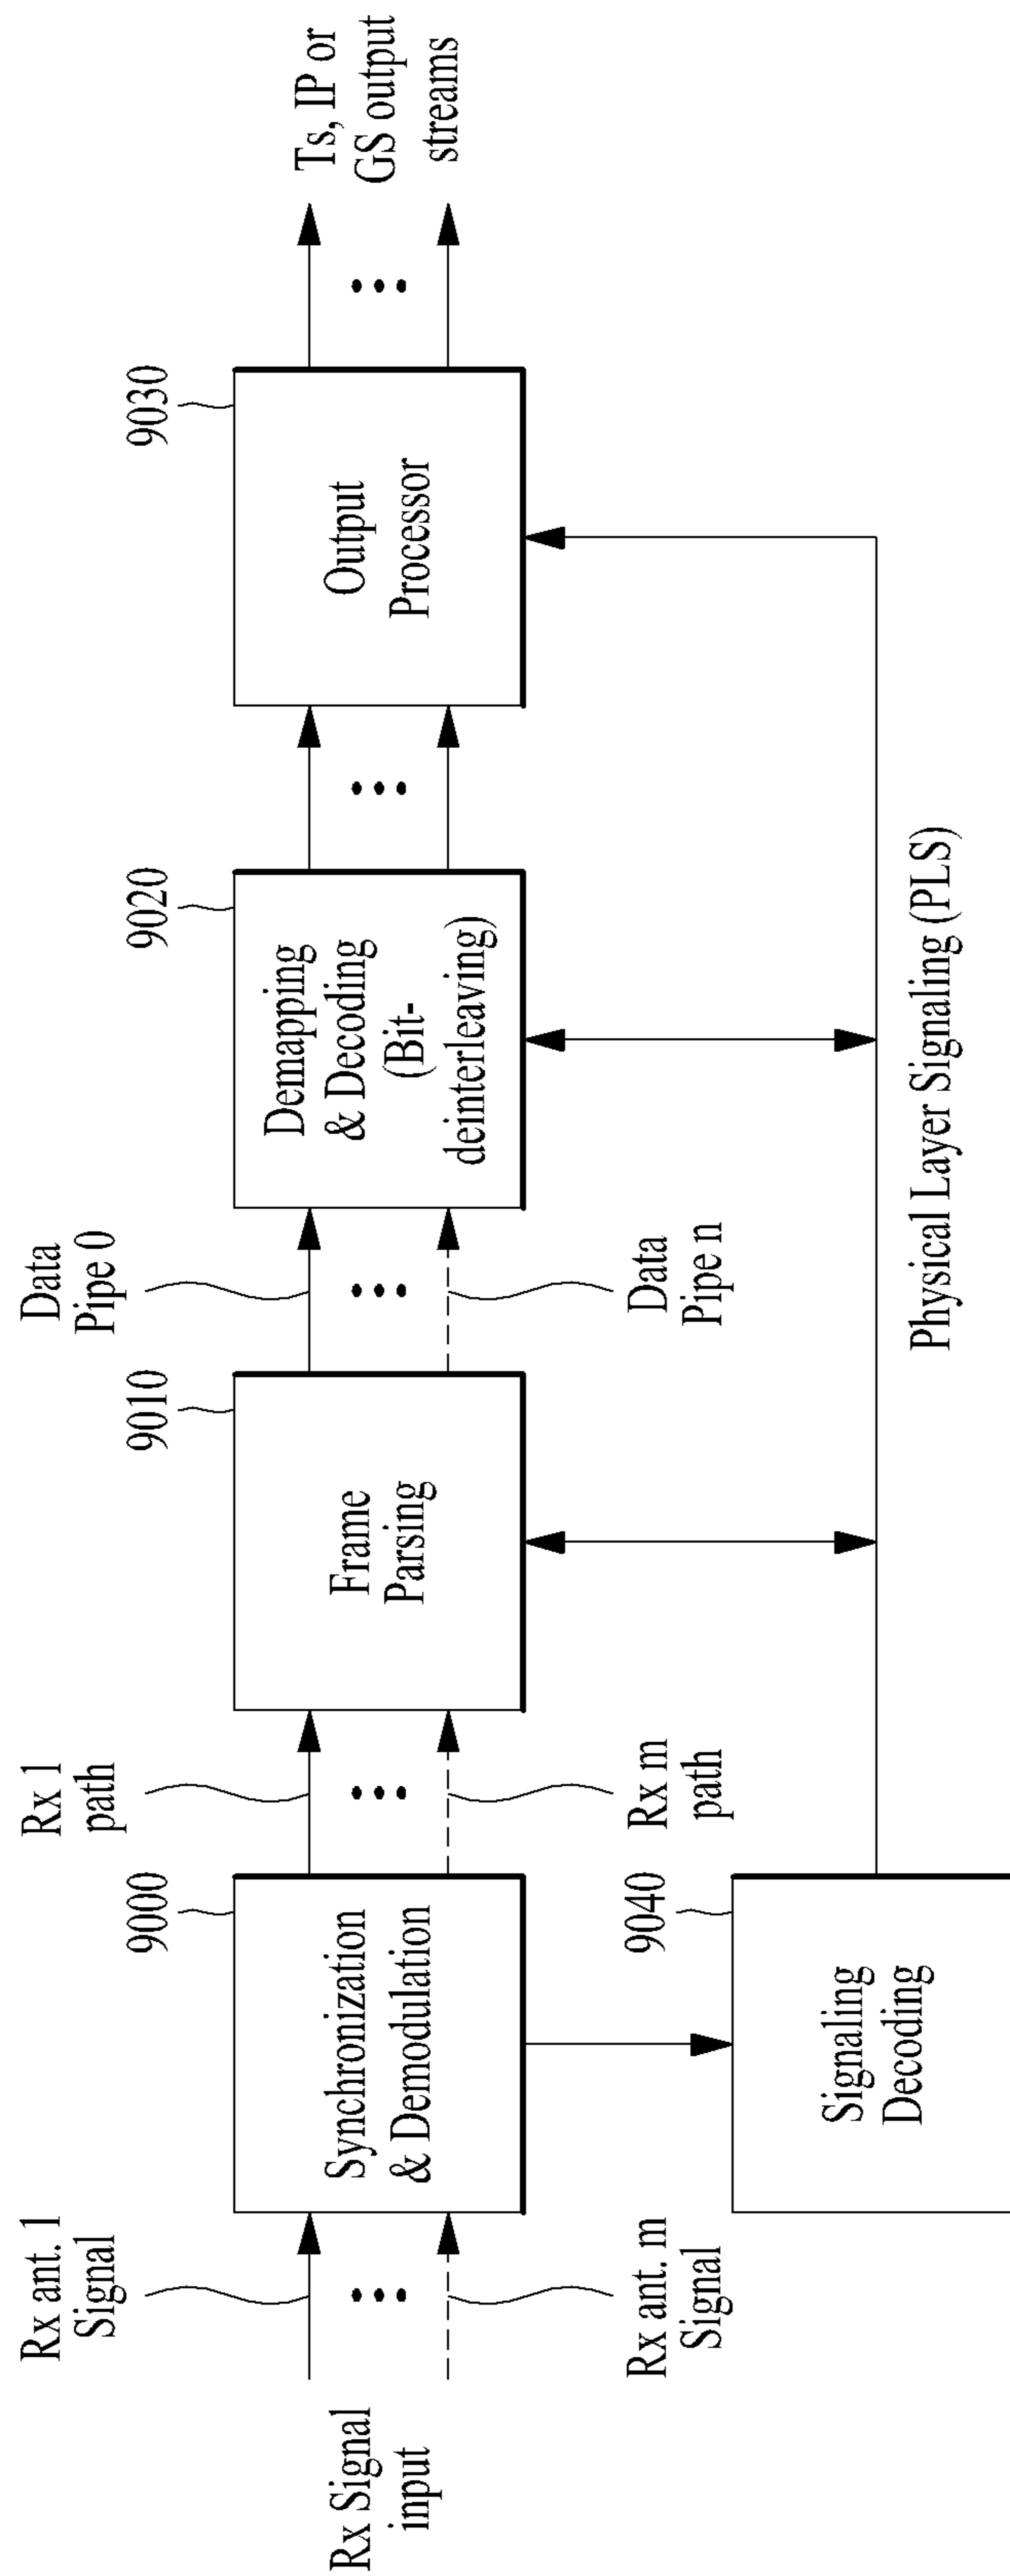 Rx Signal
input
Rx ant. 1
Signal
Rx ant. m
Signal
9000
Synchronization
& Demodulation
Rx 1
path
Rx m
path
9010
Frame
Parsing
Data
Pipe 0
Data
Pipe n
9020
Demapping
& Decoding
(Bit-
deinterleaving)
9030
Output
Processor
Ts, IP or
GS output
streams
9040
Signaling
Decoding
Physical Layer Signaling (PLS)